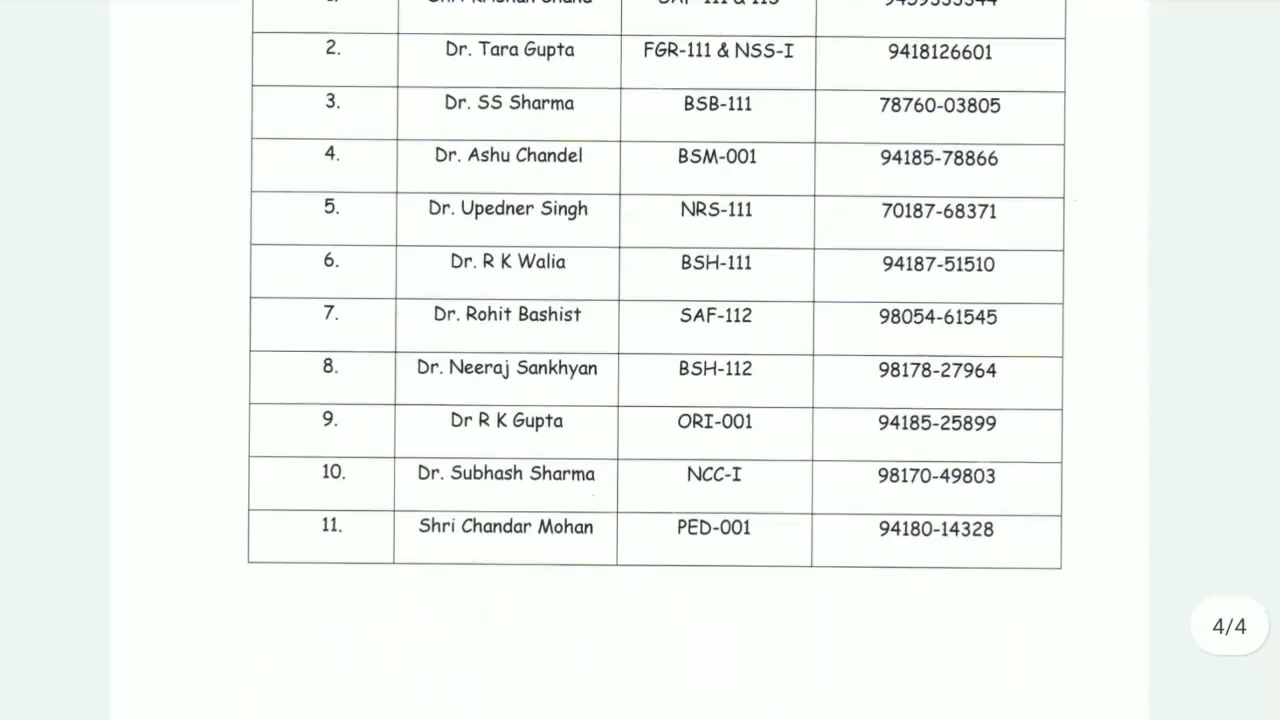 2. Dr. Tara Gupta FGR-111 & NSS-I 9418126601
3. Dr. SS Sharma BSB-111 78760-03805
4. Dr. Ashu Chandel BSM-001 94185-78866
5. Dr. Upedner Singh NRS-111 70187-68371
6. Dr. R K Walia BSH-111 94187-51510
7. Dr. Rohit Bashist SAF-112 98054-61545
8. Dr. Neeraj Sankhyan BSH-112 98178-27964
9. Dr R K Gupta ORI-001 94185-25899
10. Dr. Subhash Sharma NCC-I 98170-49803
11. Shri Chandar Mohan PED-001 94180-14328
4/4